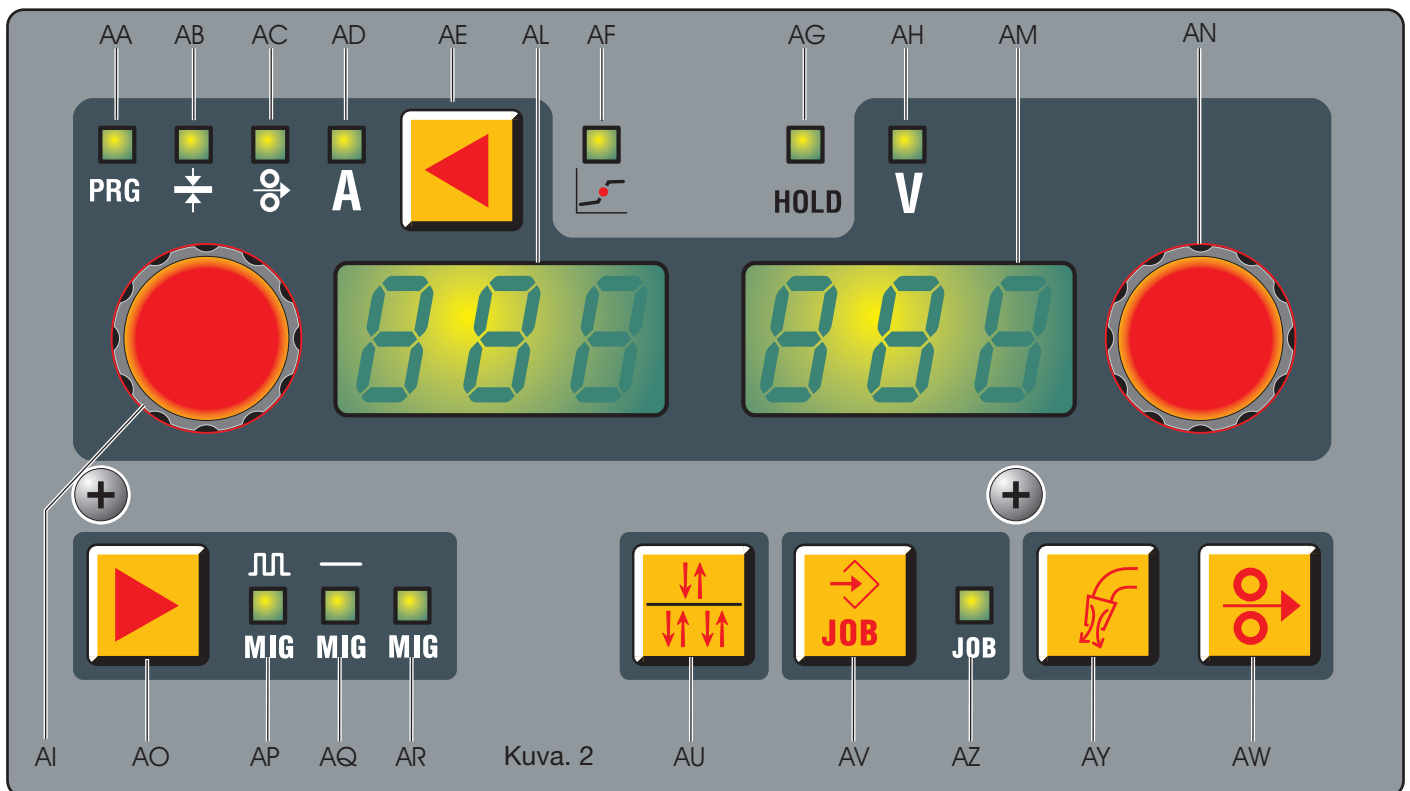 AA AB AC AD AE AL AF AG AH AM AN
PRG A HOLD V
JOB
MIG MIG MIG JOB
AI AO AP AQ AR Kuva. 2 AU AV AZ AY AW